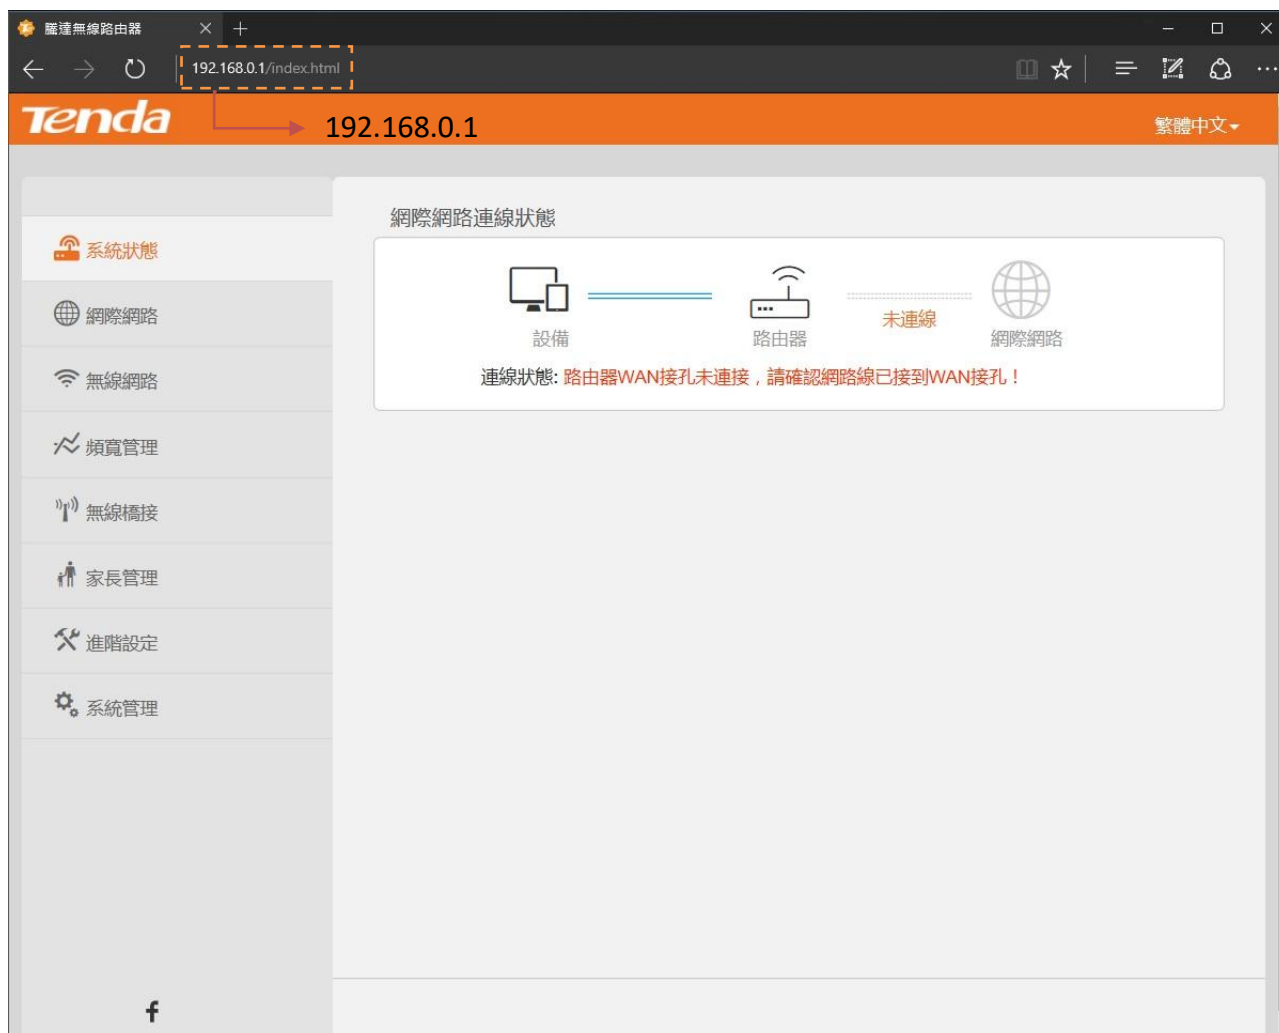 騰達無線路由器
192.168.0.1/index.html
Tenda
192.168.0.1
繁體中文
系統狀態
網際網路
無線網路
頻寬管理
無線橋接
家長管理
進階設定
系統管理
網際網路連線狀態
設備
路由器
未連線
網際網路
連線狀態: 路由器WAN接孔未連接，請確認網路線已接到WAN接孔！
f